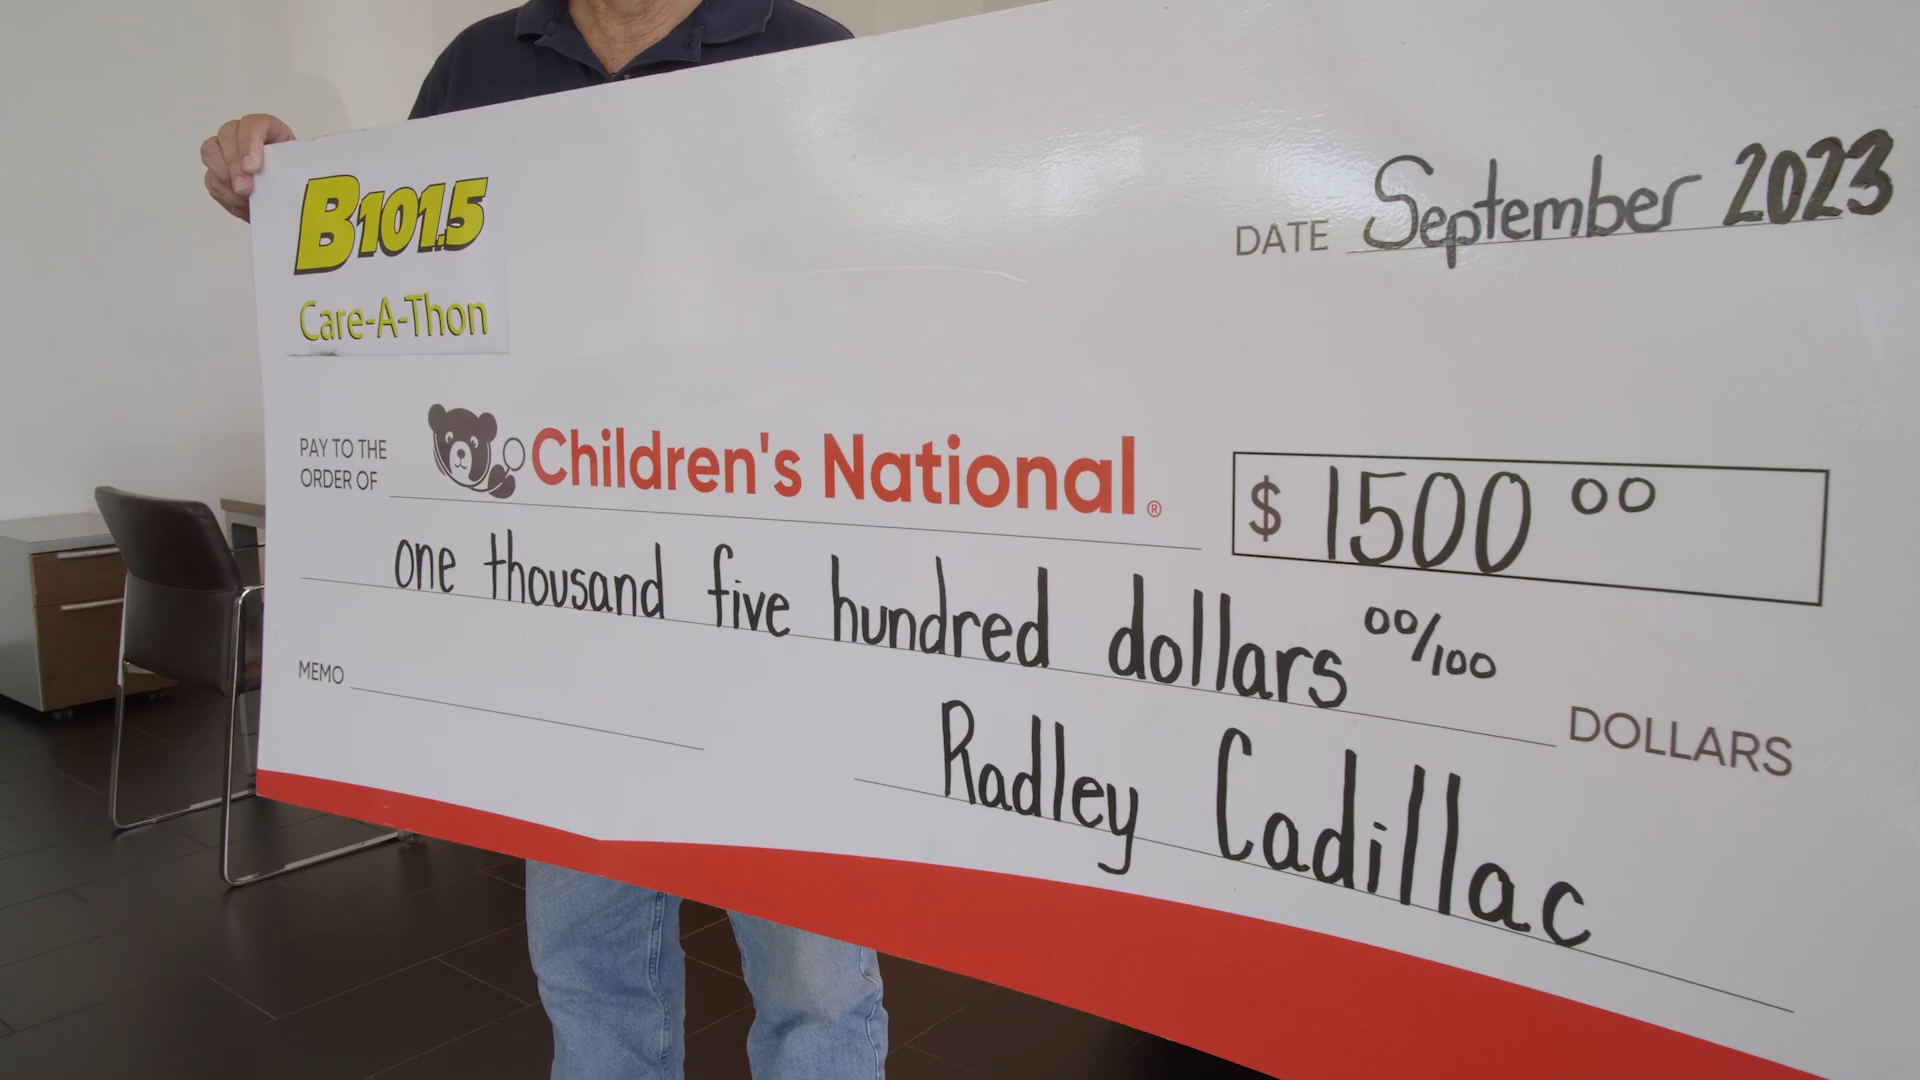 B101.5
Care-A-Thon
DATE September 2023
PAY TO THE
ORDER OF
Children's National®
$ 1500 00
one thousand five hundred dollars 00/100
DOLLARS
MEMO
Radley Cadillac